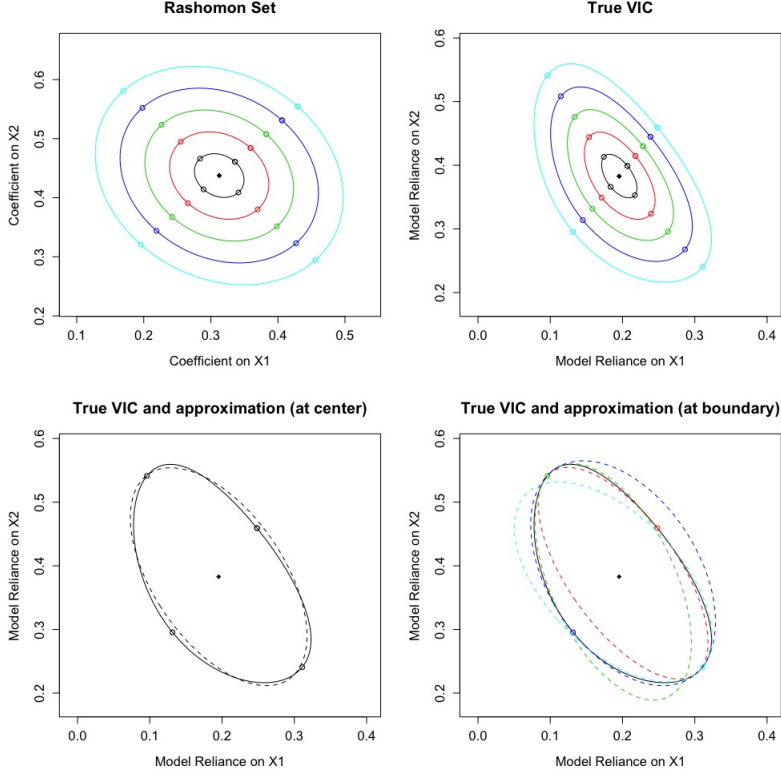 Rashomon Set
Coefficient on X2
0.2 0.3 0.4 0.5 0.6
0.1 0.2 0.3 0.4 0.5
Coefficient on X1
True VIC
Model Reliance on X2
0.2 0.3 0.4 0.5 0.6
0.0 0.1 0.2 0.3 0.4
Model Reliance on X1
True VIC and approximation (at center)
Model Reliance on X2
0.2 0.3 0.4 0.5 0.6
0.0 0.1 0.2 0.3 0.4
Model Reliance on X1
True VIC and approximation (at boundary)
Model Reliance on X2
0.2 0.3 0.4 0.5 0.6
0.0 0.1 0.2 0.3 0.4
Model Reliance on X1